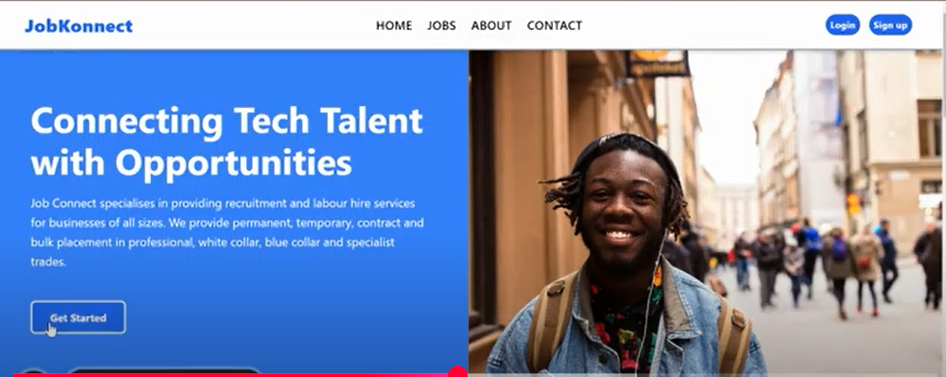 JobKonnect
HOME JOBS ABOUT CONTACT
Login Sign up
Connecting Tech Talent
with Opportunities
Job Connect specialises in providing recruitment and labour hire services
for businesses of all sizes. We provide permanent, temporary, contract and
bulk placement in professional, white collar, blue collar and specialist
trades.
Get Started